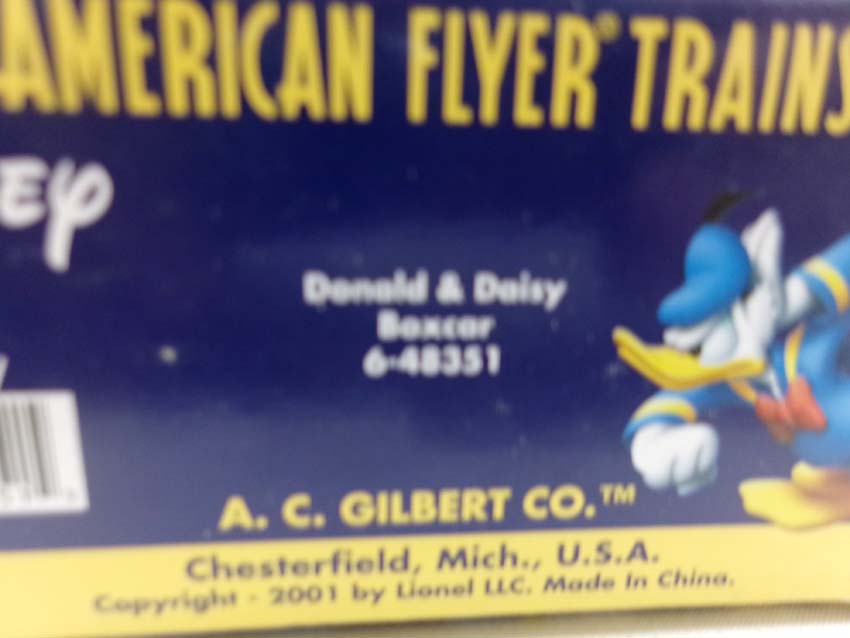 AMERICAN FLYER® TRAINS
EY
Donald & Daisy
Boxcar
6-48351
A. C. GILBERT CO.™
Chesterfield, Mich., U.S.A.
Copyright - 2001 by Lionel LLC. Made In China.